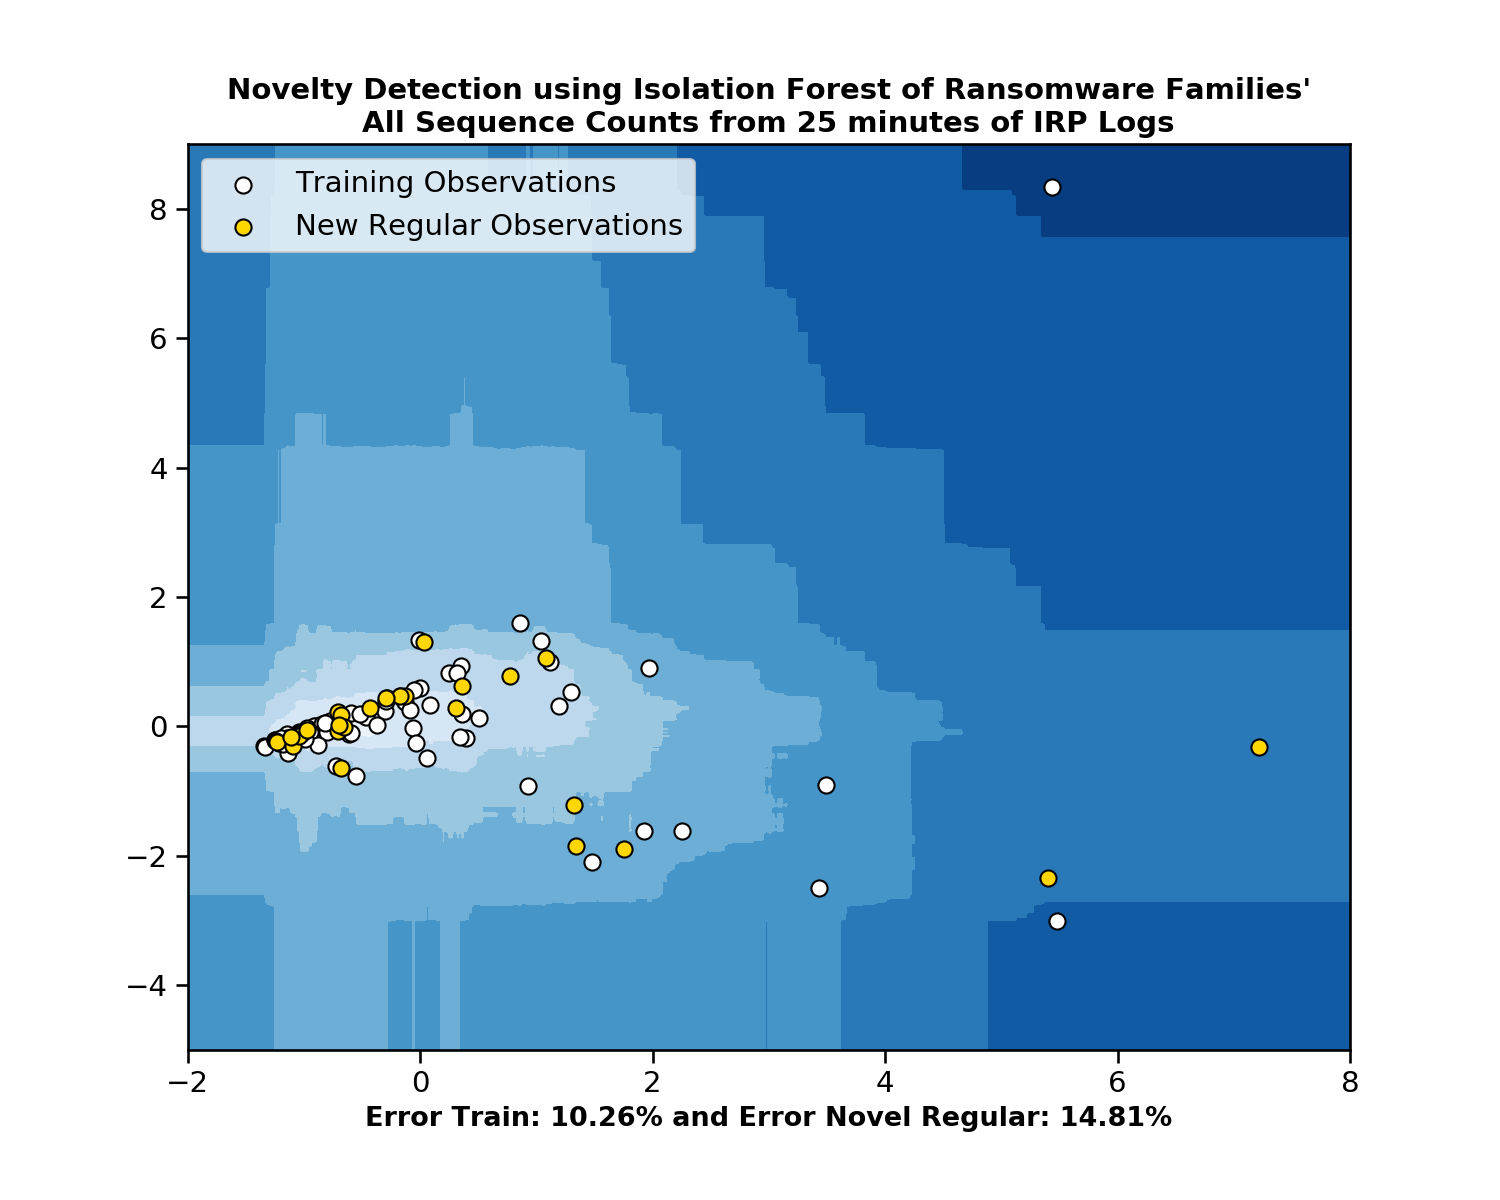 Novelty Detection using Isolation Forest of Ransomware Families'
All Sequence Counts from 25 minutes of IRP Logs
Training Observations
New Regular Observations
8
6
4
2
0
−2
−4
−2 0 2 4 6 8
Error Train: 10.26% and Error Novel Regular: 14.81%